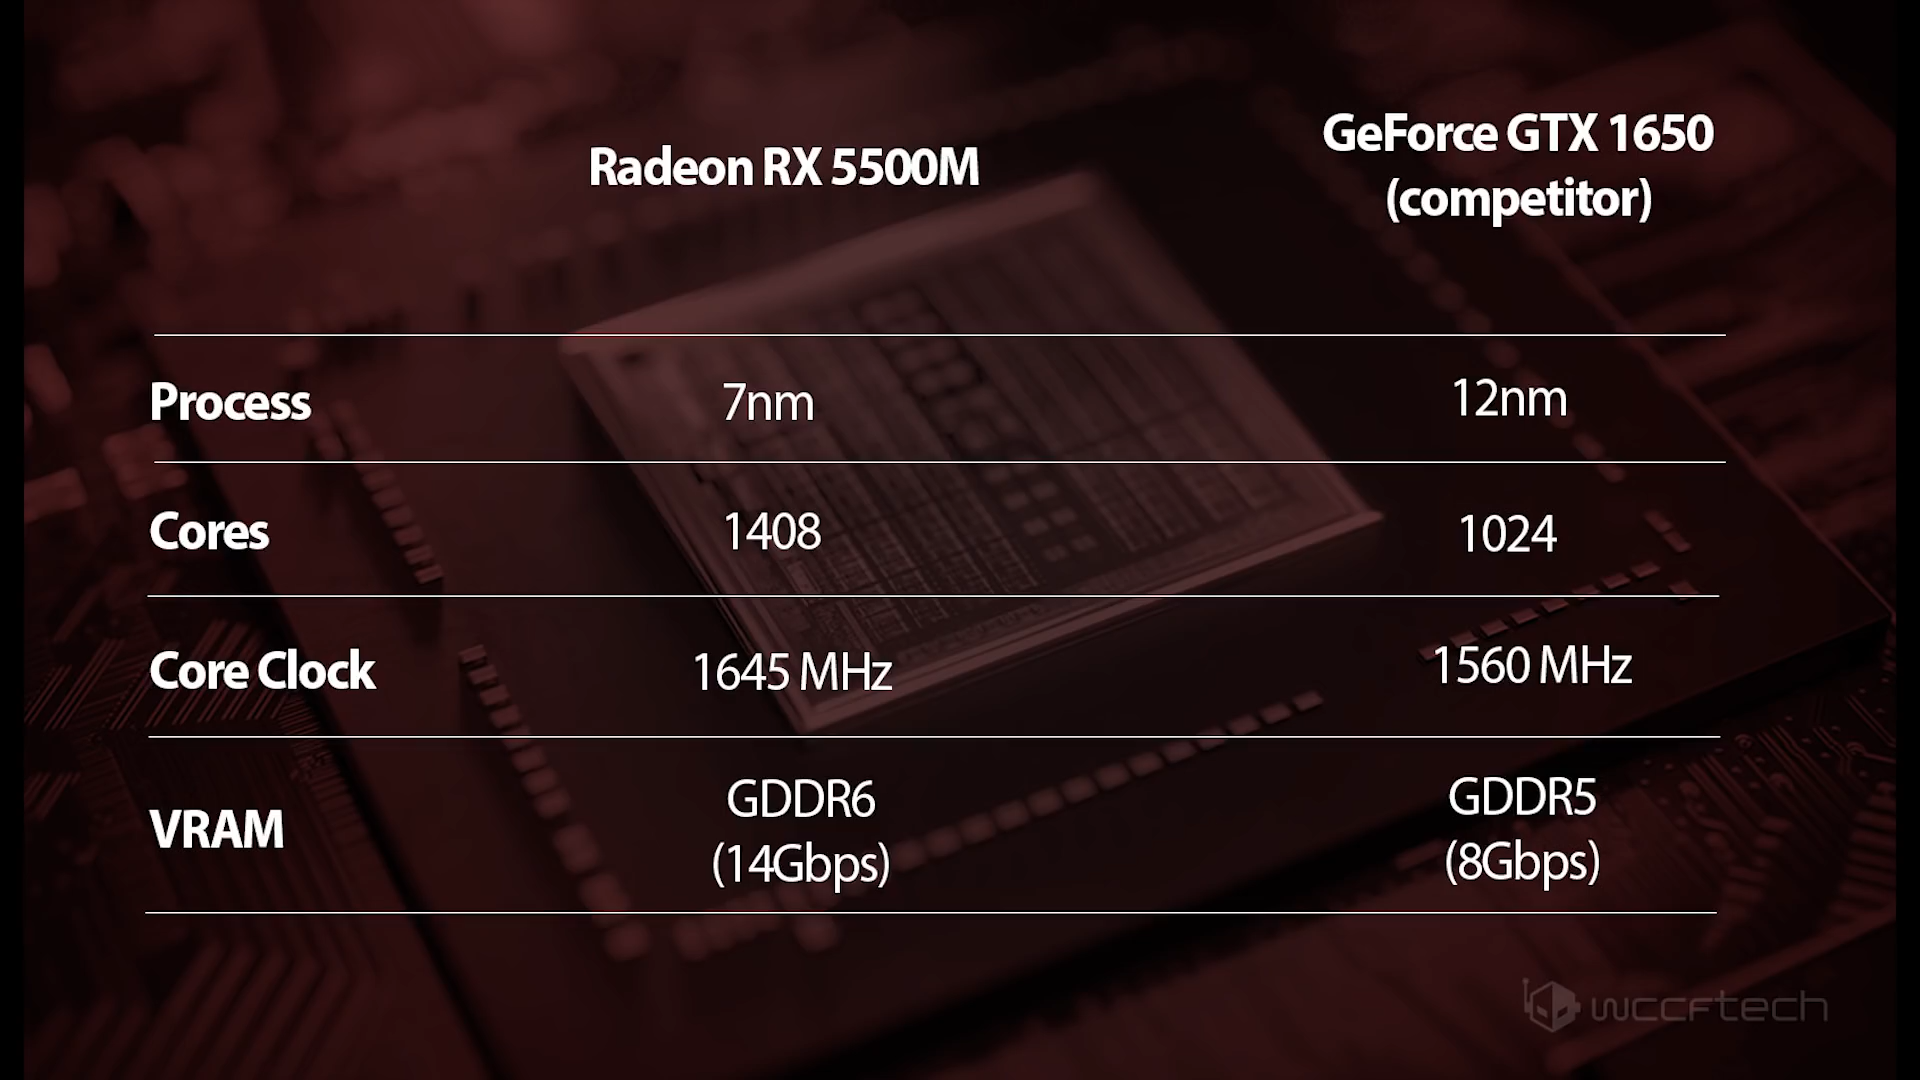 Radeon RX 5500M
GeForce GTX 1650
(competitor)
Process
7nm
12nm
Cores
1408
1024
Core Clock
1645 MHz
1560 MHz
VRAM
GDDR6
(14Gbps)
GDDR5
(8Gbps)
wccftech